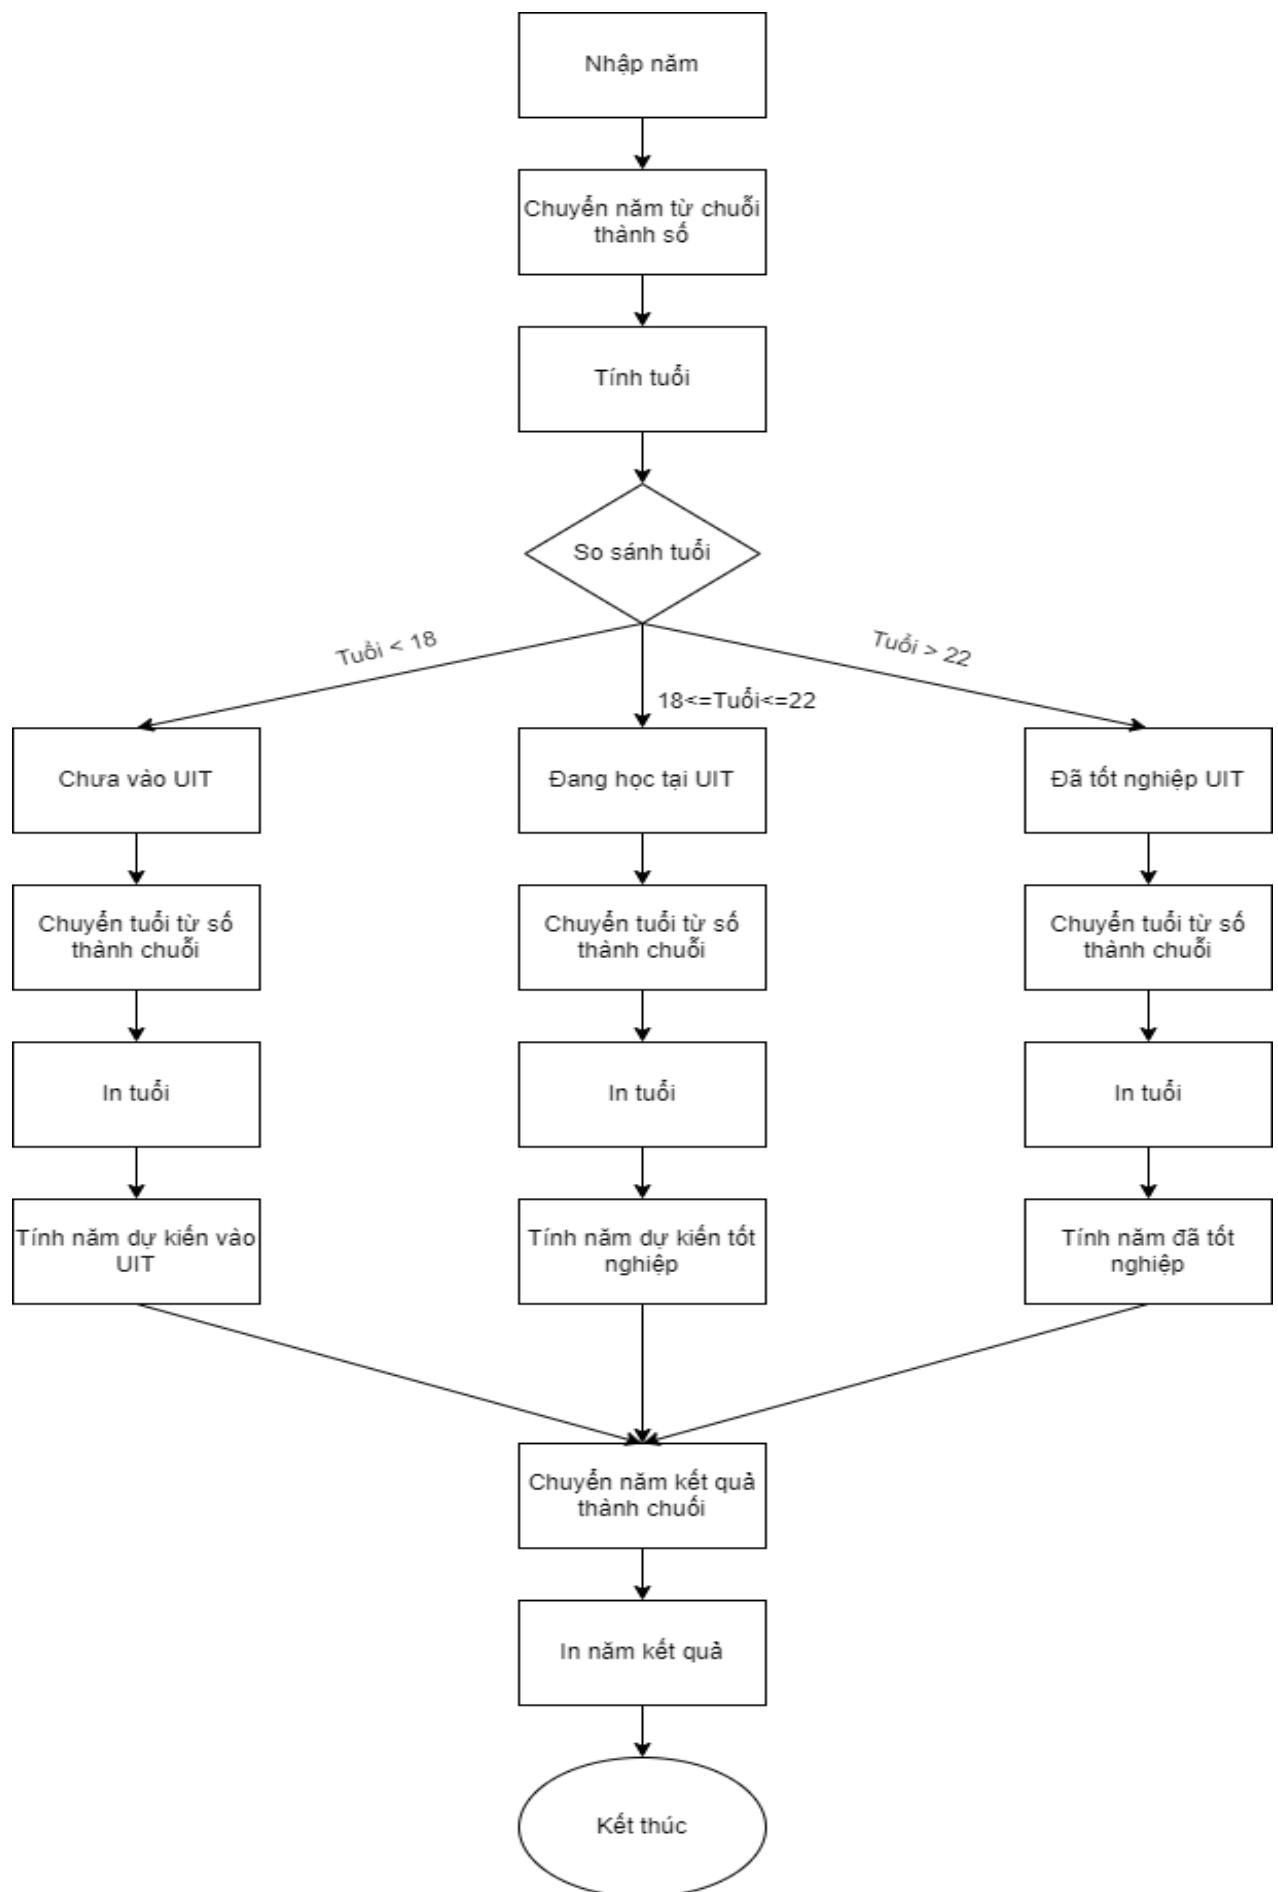 Nhập năm
Chuyển năm từ chuỗi
thành số
Tính tuổi
So sánh tuổi
Tuổi < 18
18<=Tuổi<=22
Tuổi > 22
Chưa vào UIT
Đang học tại UIT
Đã tốt nghiệp UIT
Chuyển tuổi từ số
thành chuỗi
Chuyển tuổi từ số
thành chuỗi
Chuyển tuổi từ số
thành chuỗi
In tuổi
In tuổi
In tuổi
Tính năm dự kiến vào
UIT
Tính năm dự kiến tốt
nghiệp
Tính năm đã tốt
nghiệp
Chuyển năm kết quả
thành chuối
In năm kết quả
Kết thúc